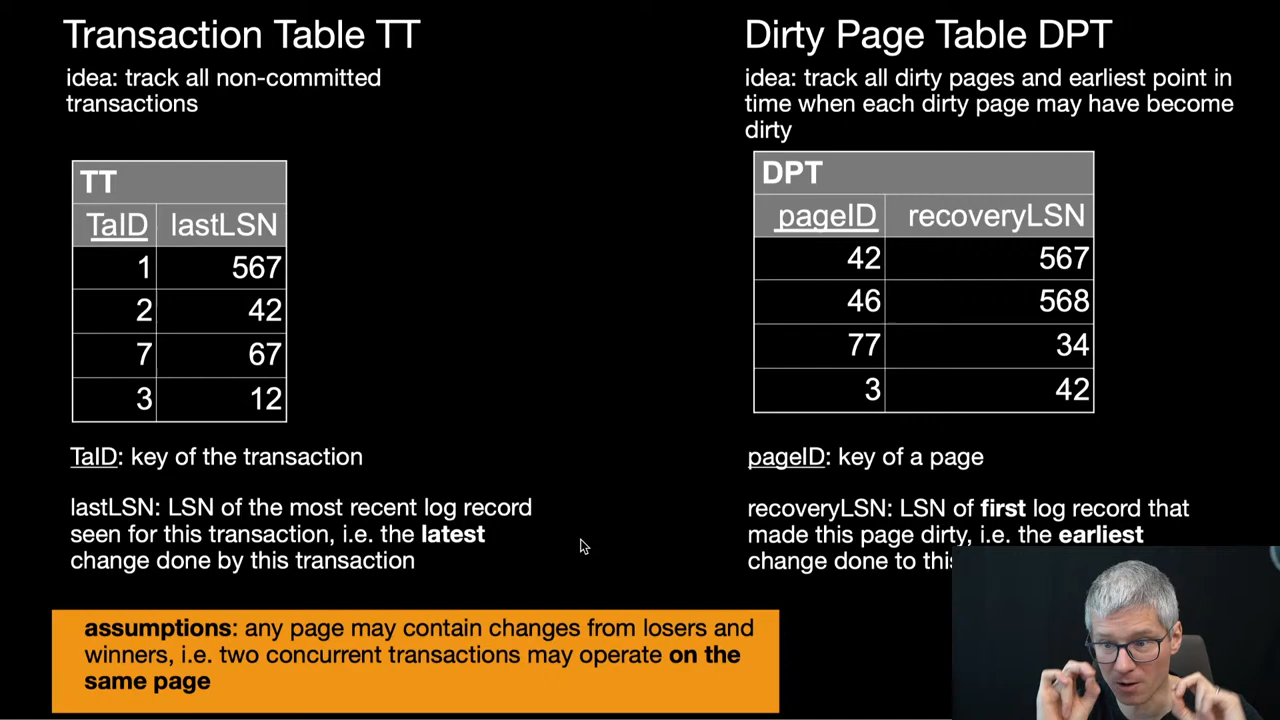 Transaction Table TT
idea: track all non-committed
transactions
TT
TaID lastLSN
1 567
2 42
7 67
3 12
TaID: key of the transaction
lastLSN: LSN of the most recent log record
seen for this transaction, i.e. the latest
change done by this transaction
Dirty Page Table DPT
idea: track all dirty pages and earliest point in
time when each dirty page may have become
dirty
DPT
pageID recoveryLSN
42 567
46 568
77 34
3 42
pageID: key of a page
recoveryLSN: LSN of first log record that
made this page dirty, i.e. the earliest
change done to this
assumptions: any page may contain changes from losers and
winners, i.e. two concurrent transactions may operate on the
same page